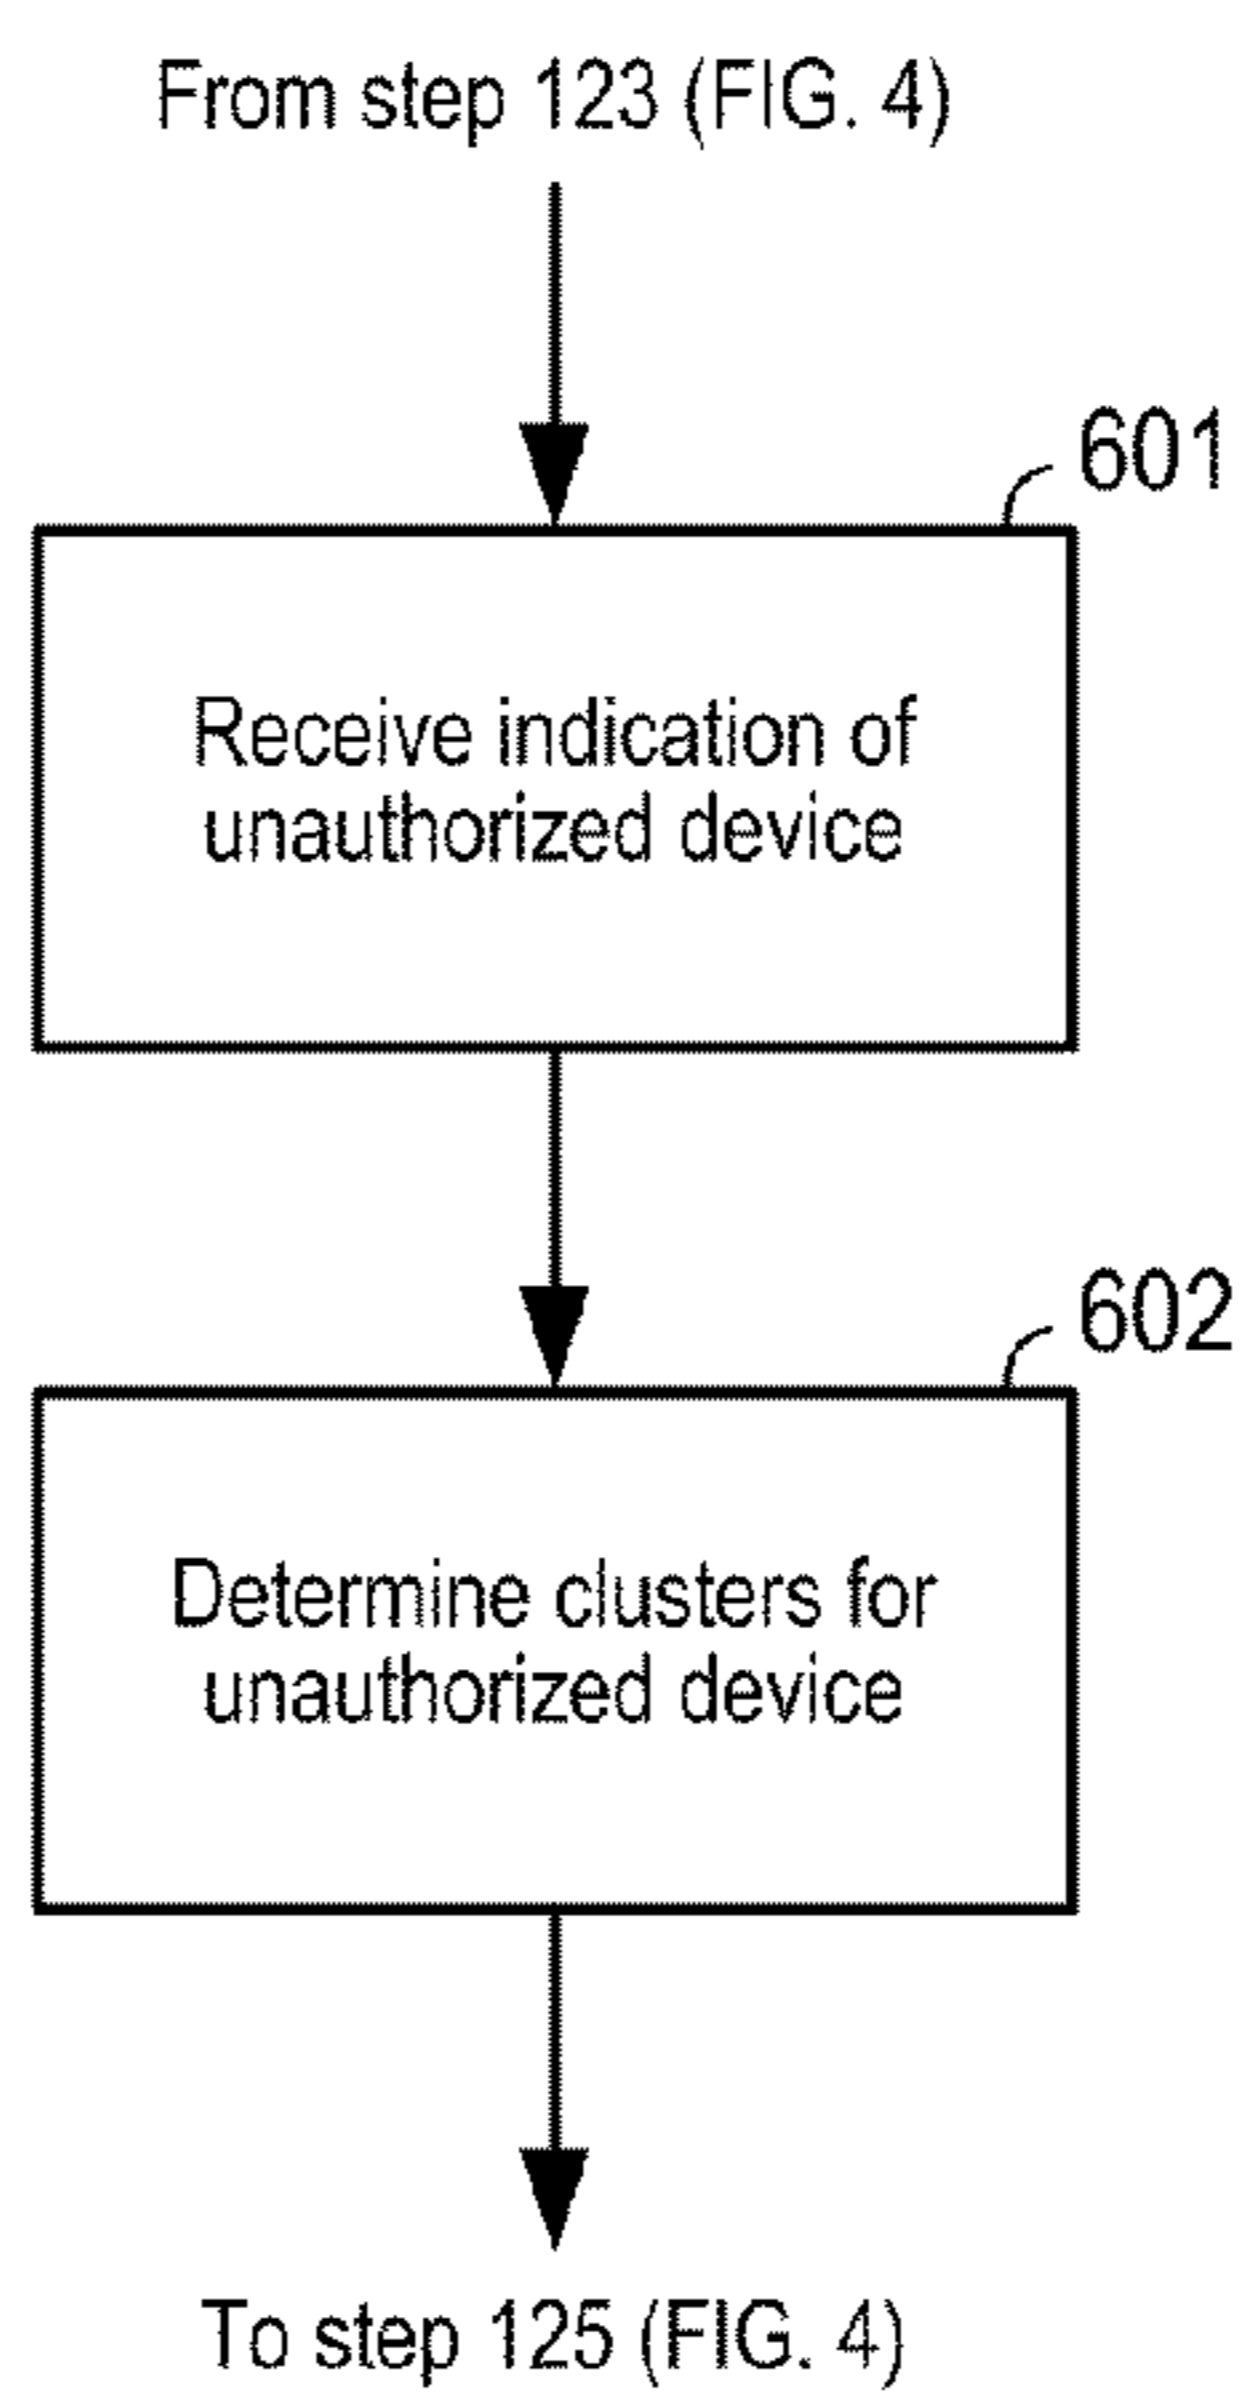 From step 123 (FIG. 4)
601
Receive indication of
unauthorized device
602
Determine clusters for
unauthorized device
To step 125 (FIG. 4)